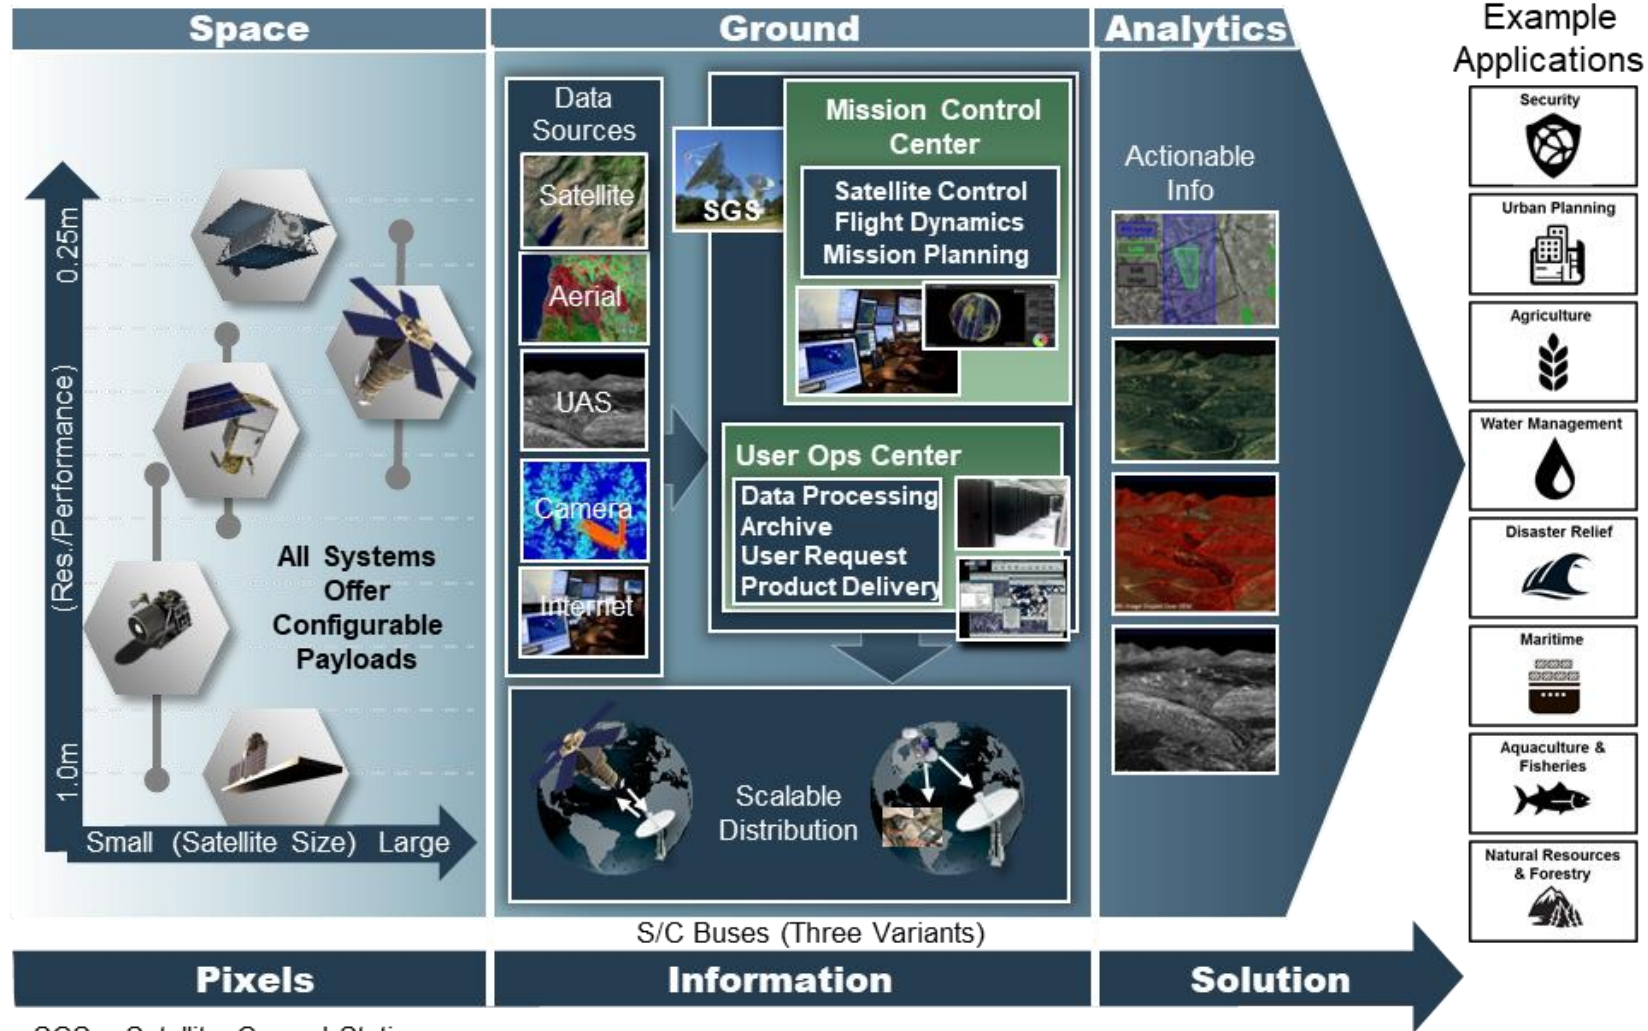 Space
Ground
Analytics
Example
Applications
0.25m
(Res./Performance)
1.0m
All Systems
Offer
Configurable
Payloads
Small (Satellite Size) Large
Data
Sources
Satellite
Aerial
UAS
Camera
Internet
SGS
Mission Control
Center
Satellite Control
Flight Dynamics
Mission Planning
User Ops Center
Data Processing
Archive
User Request
Product Delivery
Scalable
Distribution
Actionable
Info
Security
Urban Planning
Agriculture
Water Management
Disaster Relief
Maritime
Aquaculture &
Fisheries
Natural Resources
& Forestry
S/C Buses (Three Variants)
Pixels
Information
Solution